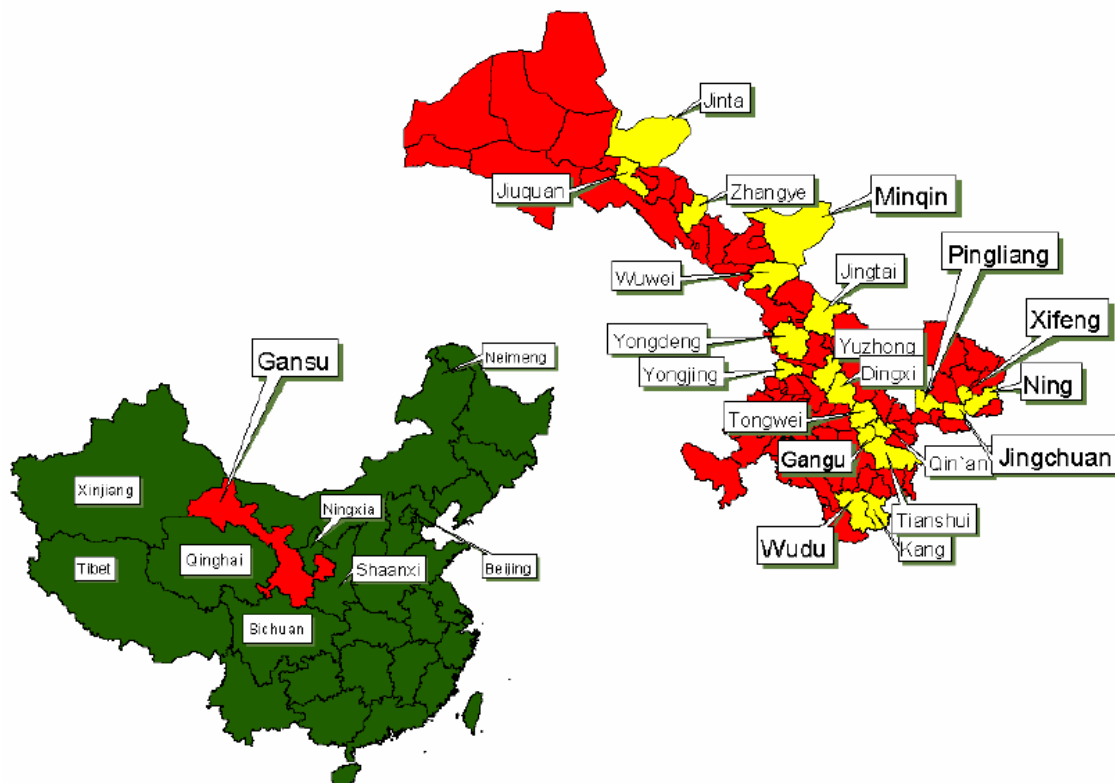 Jinta
Jiuquan
Zhangye
Minqin
Pingliang
Wuwei
Jingtai
Xifeng
Yongdeng
Yuzhong
Gansu
Neimeng
Yongjing
Dingxi
Ning
Tongwei
Gangu
Qin`an
Jingchuan
Xinjiang
Ningxia
Tianshui
Wudu
Kang
Qinghai
Tibet
Shaanxi
Beijing
Bichuan